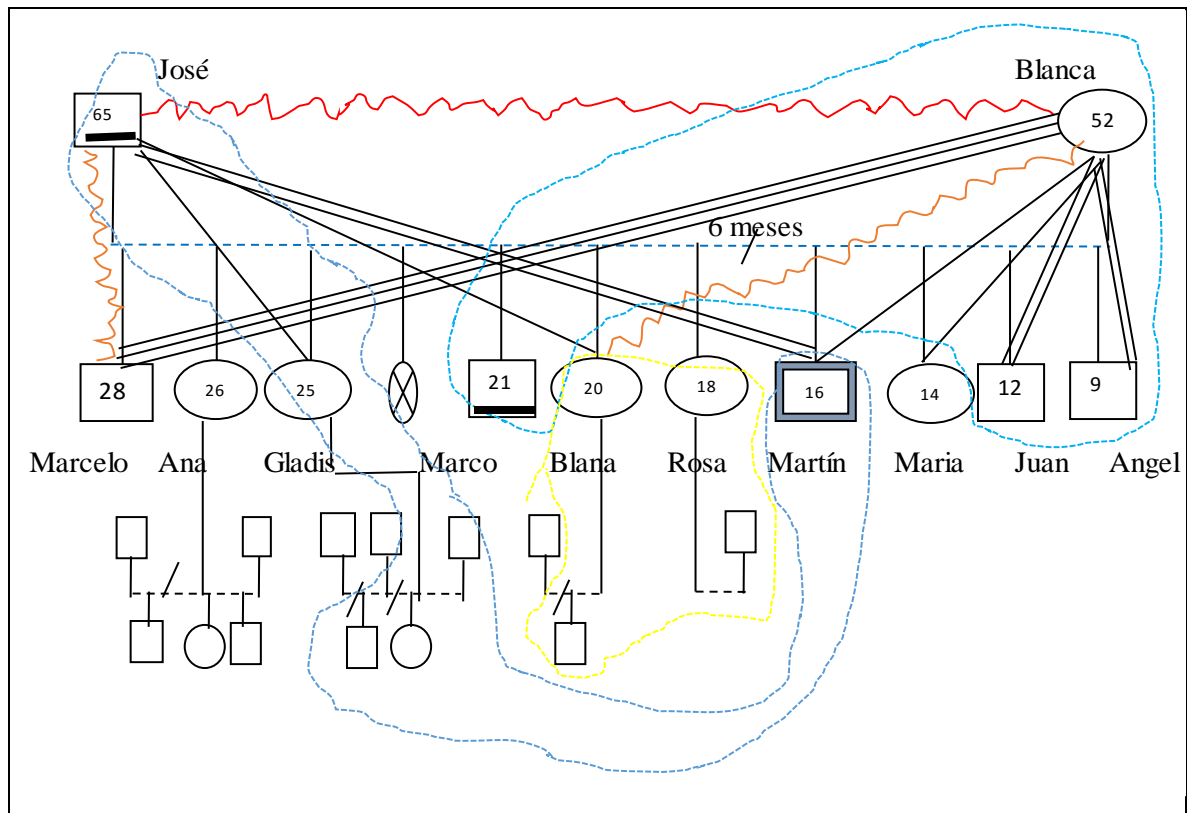 José Blanca
65 52
6 meses
28 26 25 21 20 18 16 14 12 9
Marcelo Ana Gladis Marco Blana Rosa Martín Maria Juan Angel